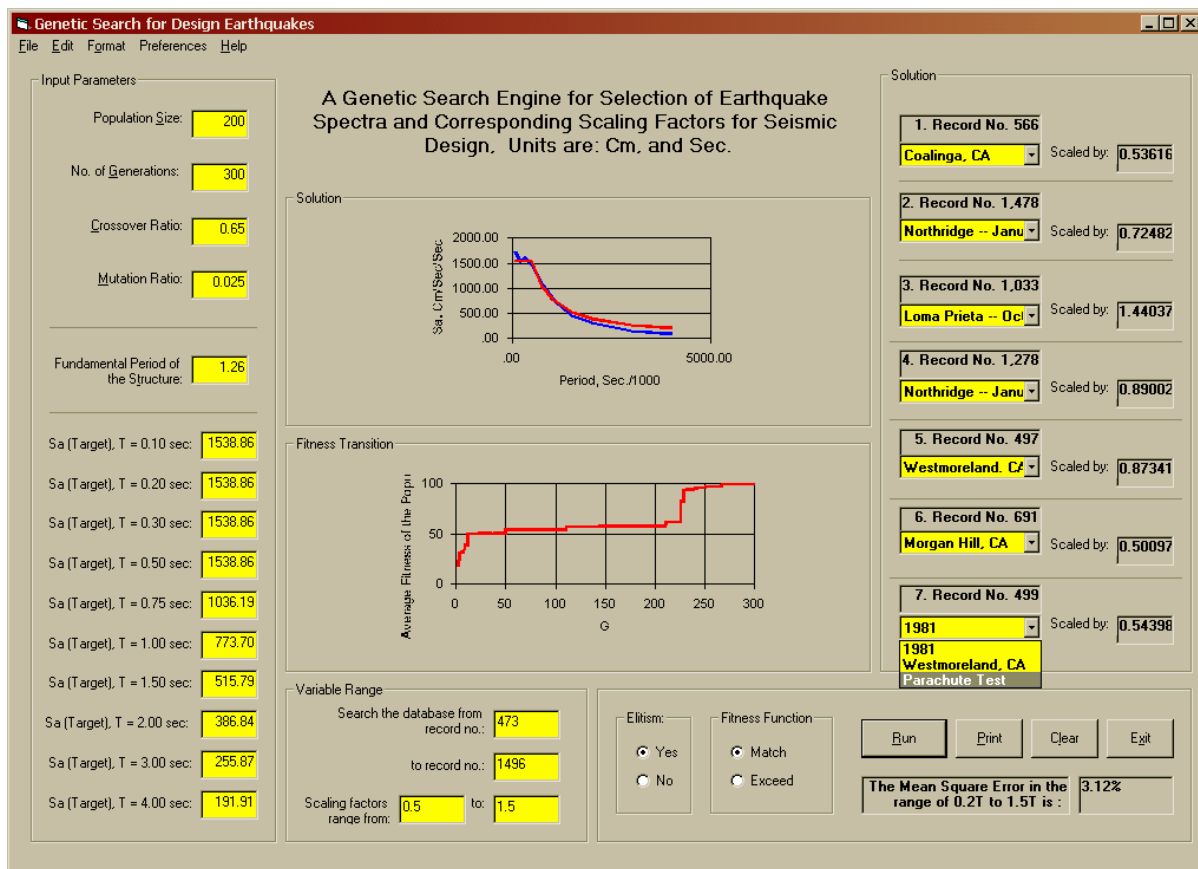 Genetic Search for Design Earthquakes
File Edit Format Preferences Help
Input Parameters
Population Size: 200
No. of Generations: 300
Crossover Ratio: 0.65
Mutation Ratio: 0.025
Fundamental Period of
the Structure: 1.26
Sa (Target), T = 0.10 sec: 1538.86
Sa (Target), T = 0.20 sec: 1538.86
Sa (Target), T = 0.30 sec: 1538.86
Sa (Target), T = 0.50 sec: 1538.86
Sa (Target), T = 0.75 sec: 1036.19
Sa (Target), T = 1.00 sec: 773.70
Sa (Target), T = 1.50 sec: 515.79
Sa (Target), T = 2.00 sec: 386.84
Sa (Target), T = 3.00 sec: 255.87
Sa (Target), T = 4.00 sec: 191.91
A Genetic Search Engine for Selection of Earthquake
Spectra and Corresponding Scaling Factors for Seismic
Design, Units are: Cm, and Sec.
Solution
Sa, Cm/Sec/Sec
2000.00
1500.00
1000.00
500.00
.00
.00 5000.00
Period, Sec./1000
Fitness Transition
Average Fitness of the Popu
100
50
0
0 50 100 150 200 250 300
G
Variable Range
Search the database from
record no.: 473
to record no.: 1496
Scaling factors
range from: 0.5 to: 1.5
Elitism:
Yes
No
Fitness Function
Match
Exceed
Solution
1. Record No. 566
Coalinga, CA Scaled by: 0.53616
2. Record No. 1,478
Northridge -- Janu Scaled by: 0.72482
3. Record No. 1,033
Loma Prieta -- Oct Scaled by: 1.44037
4. Record No. 1,278
Northridge -- Janu Scaled by: 0.89002
5. Record No. 497
Westmoreland, CA Scaled by: 0.87341
6. Record No. 691
Morgan Hill, CA Scaled by: 0.50097
7. Record No. 499
1981 Scaled by: 0.54398
1981
Westmoreland, CA
Parachute Test
Run Print Clear Exit
The Mean Square Error in the
range of 0.2T to 1.5T is : 3.12%